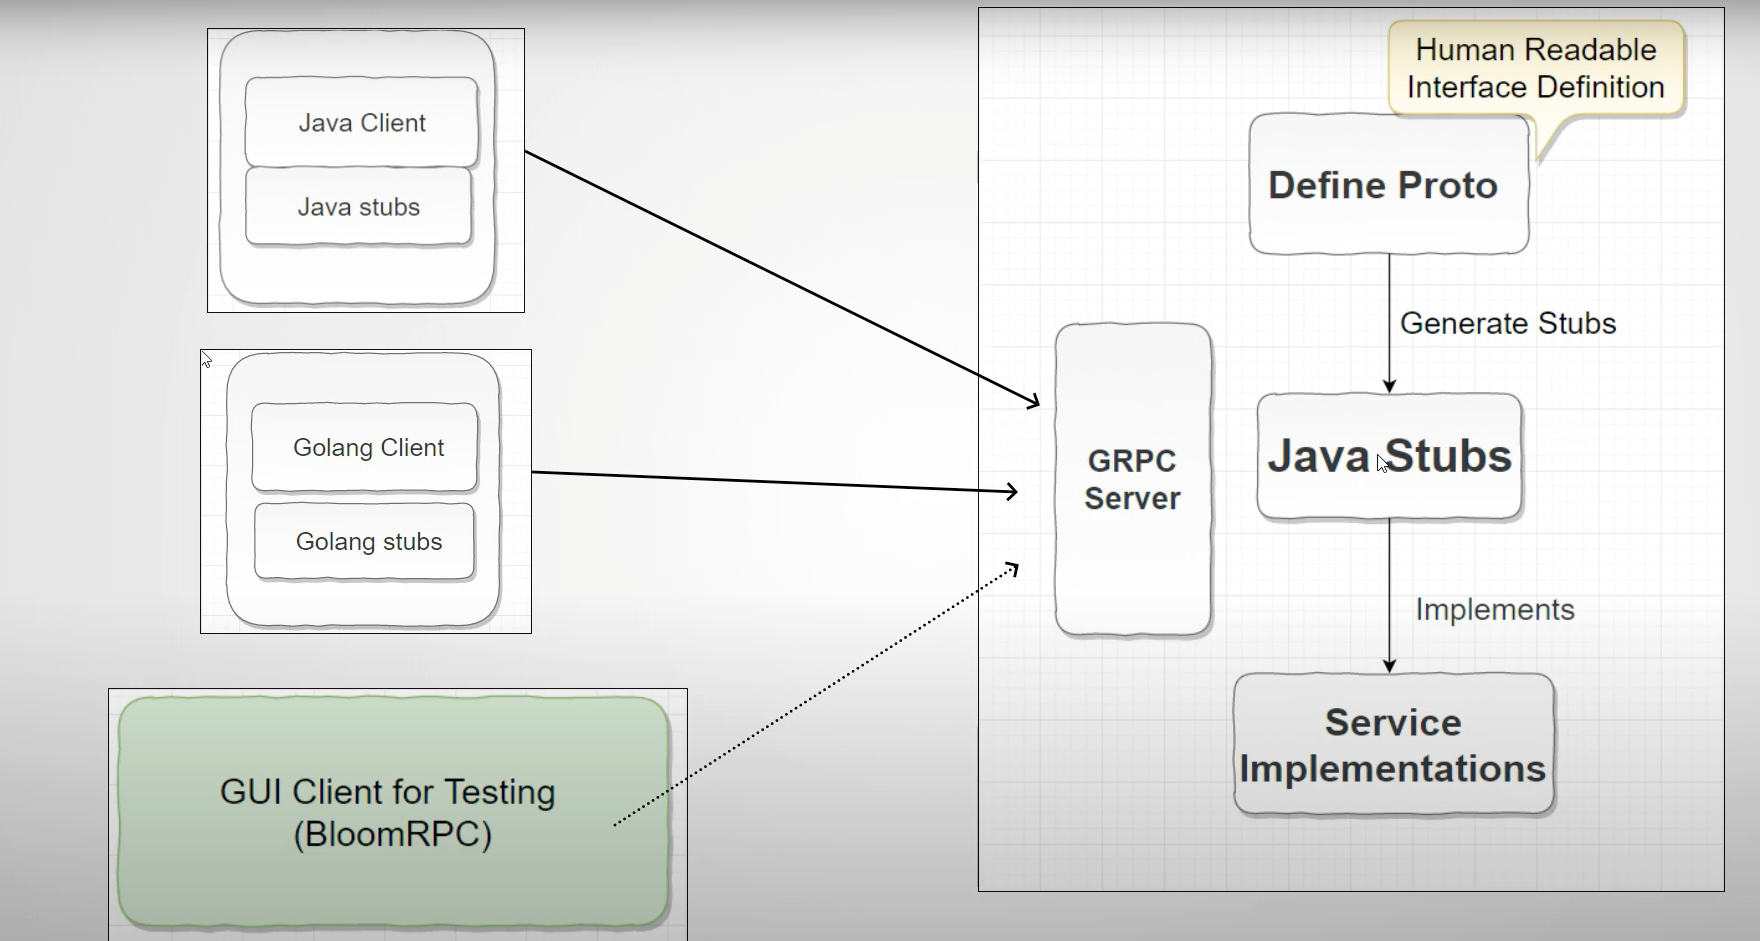 Java Client
Java stubs
Golang Client
Golang stubs
GUI Client for Testing
(BloomRPC)
Human Readable
Interface Definition
Define Proto
Generate Stubs
GRPC
Server
Java Stubs
Implements
Service
Implementations